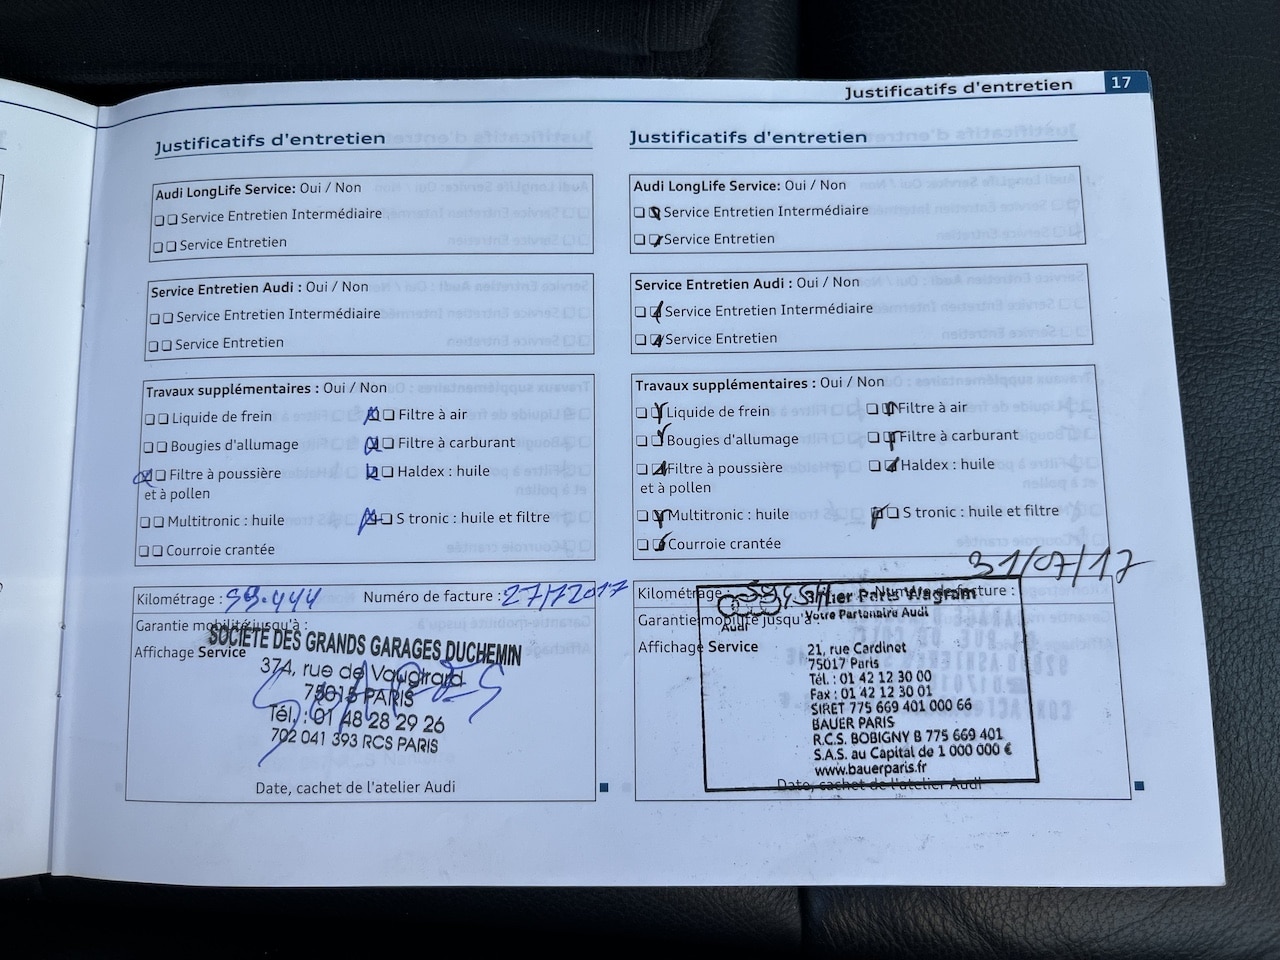 Justificatifs d'entretien 17
Justificatifs d'entretien
Audi LongLife Service: Oui / Non
Service Entretien Intermédiaire
Service Entretien
Service Entretien Audi : Oui / Non
Service Entretien Intermédiaire
Service Entretien
Travaux supplémentaires : Oui / Non
Liquide de frein
Filtre à air
Bougies d'allumage
Filtre à carburant
Filtre à poussière
et à pollen
Haldex : huile
Multitronic : huile
S tronic : huile et filtre
Courroie crantée
Kilométrage : 59.444 Numéro de facture : 27/7 2017
Garantie mobilité jusqu'à :
SOCIÉTÉ DES GRANDS GARAGES DUCHEMIN
Affichage Service
374, rue de Vaugirard
75015 PARIS
Tél. : 01 48 28 29 26
702 041 393 RCS PARIS
Date, cachet de l'atelier Audi
Justificatifs d'entretien
Audi LongLife Service: Oui / Non
Service Entretien Intermédiaire
Service Entretien
Service Entretien Audi : Oui / Non
Service Entretien Intermédiaire
Service Entretien
Travaux supplémentaires : Oui / Non
Liquide de frein
Filtre à air
Bougies d'allumage
Filtre à carburant
Filtre à poussière
et à pollen
Haldex : huile
Multitronic : huile
S tronic : huile et filtre
Courroie crantée
31/07/17
Kilométrage : Numéro de facture :
Paris Wagram
Garantie mobilité jusqu'à :
Votre Partenaire Audi
Audi
Affichage Service
21, rue Cardinet
75017 Paris
Tél. : 01 42 12 30 00
Fax : 01 42 12 30 01
SIRET 775 669 401 000 66
BAUER PARIS
R.C.S. BOBIGNY B 775 669 401
S.A.S. au Capital de 1 000 000 €
www.bauerparis.fr
Date, cachet de l'atelier Audi